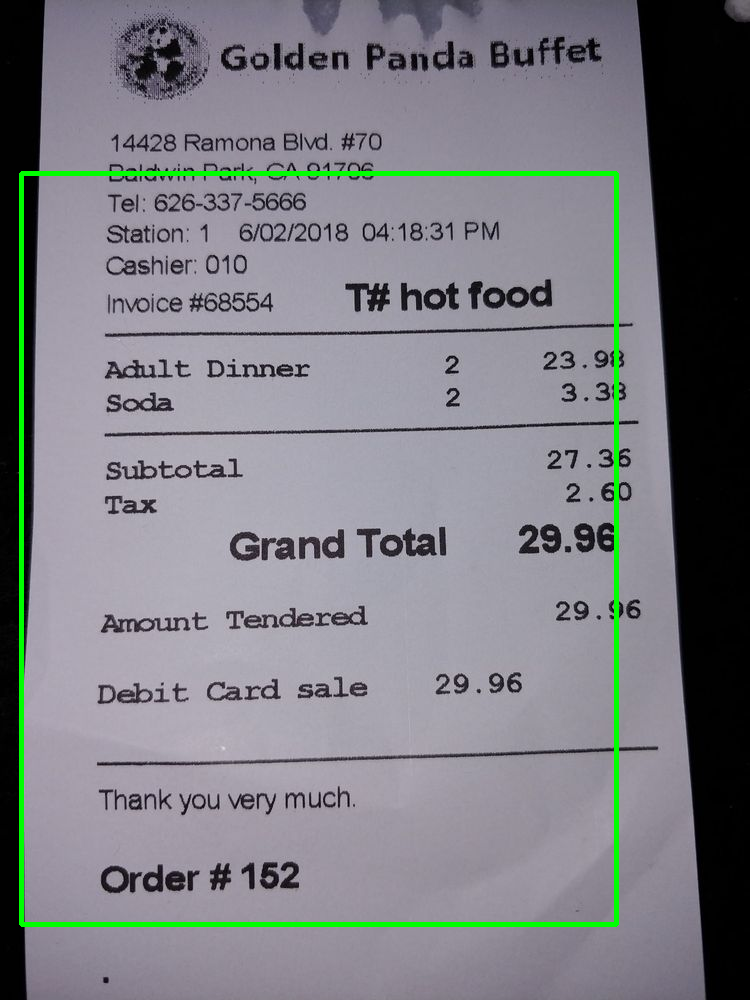 Golden Panda Buffet
14428 Ramona Blvd. #70
Baldwin Park, CA 91706
Tel: 626-337-5666
Station: 1 6/02/2018 04:18:31 PM
Cashier: 010
Invoice #68554 T# hot food
Adult Dinner 2 23.98
Soda 2 3.38
Subtotal 27.36
Tax 2.60
Grand Total 29.96
Amount Tendered 29.96
Debit Card sale 29.96
Thank you very much.
Order # 152
.